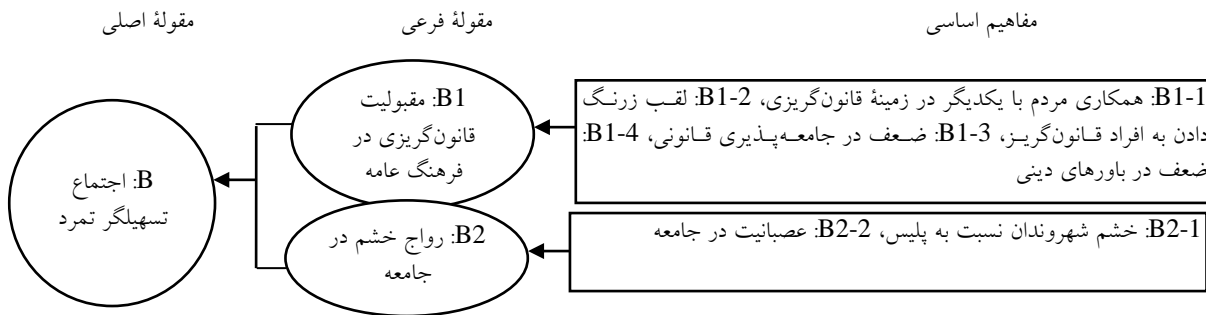 مفاهیم اساسی
مقولۀ فرعی
مقولۀ اصلی
B1-1: همکاری مردم با یکدیگر در زمینۀ قانون‌گریزی، B1-2: لقب زرنگ
دادن به افراد قانون‌گریز، B1-3: ضعف در جامعه‌پذیری قانونی، B1-4:
ضعف در باورهای دینی
B1: مقبولیت
قانون‌گریزی در
فرهنگ عامه
B2-1: خشم شهروندان نسبت به پلیس، B2-2: عصبانیت در جامعه
B2: رواج خشم در
جامعه
B: اجتماع
تسهیلگر تمرد